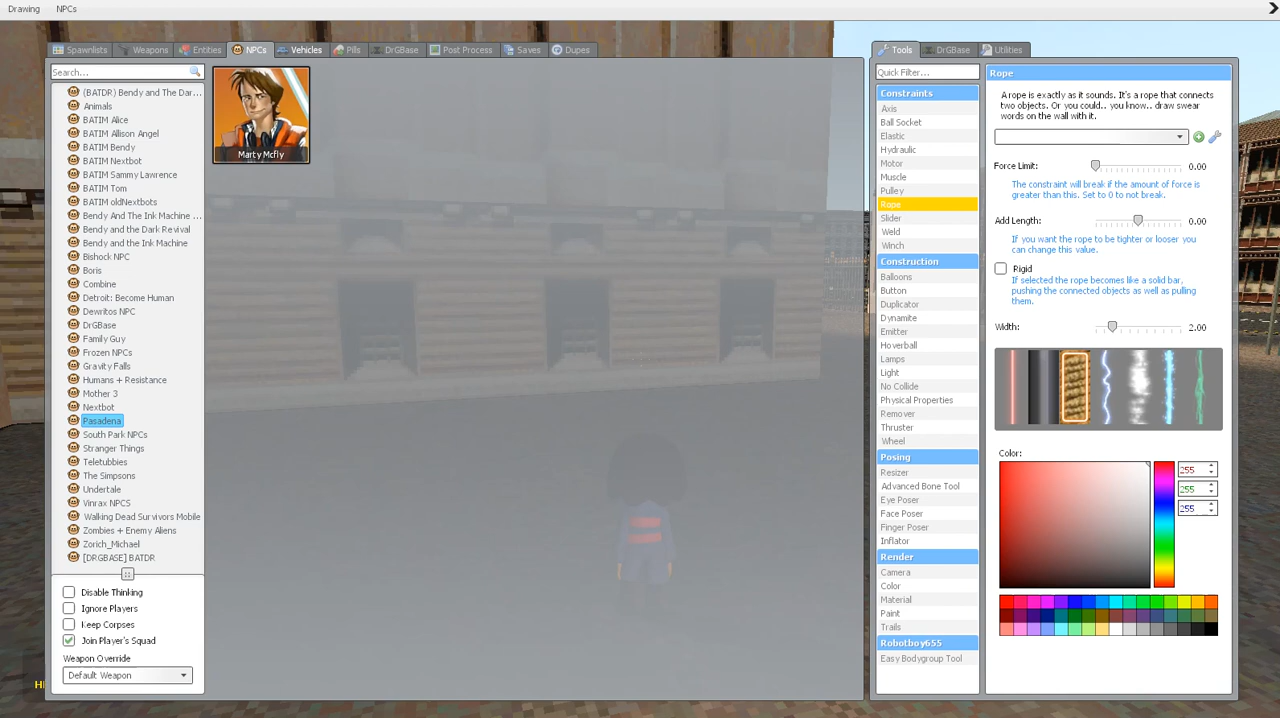 Drawing NPCs
Spawnlists Weapons Entities NPCs Vehicles Pills DrGBase Post Process Saves Dupes
Search...
(BATDR) Bendy and The Dar...
Animals
BATIM Alice
BATIM Allison Angel
BATIM Bendy
BATIM Nextbot
BATIM Sammy Lawrence
BATIM Tom
BATIM oldNextbots
Bendy And The Ink Machine ...
Bendy and the Dark Revival
Bendy and the Ink Machine
Bishock NPC
Boris
Combine
Detroit: Become Human
Dewritos NPC
DrGBase
Family Guy
Frozen NPCs
Gravity Falls
Humans + Resistance
Mother 3
Nextbot
Pasadena
South Park NPCs
Stranger Things
Teletubbies
The Simpsons
Undertale
Vinrax NPCS
Walking Dead Survivors Mobile
Zombies + Enemy Aliens
Zorich_Michael
[DRGBASE] BATDR
Disable Thinking
Ignore Players
Keep Corpses
Join Player's Squad
Weapon Override
Default Weapon
Marty Mcfly
Tools DrGBase Utilities
Quick Filter...
Constraints
Axis
Ball Socket
Elastic
Hydraulic
Motor
Muscle
Pulley
Rope
Slider
Weld
Winch
Construction
Balloons
Button
Duplicator
Dynamite
Emitter
Hoverball
Lamps
Light
No Collide
Physical Properties
Remover
Thruster
Wheel
Posing
Resizer
Advanced Bone Tool
Eye Poser
Face Poser
Finger Poser
Inflator
Render
Camera
Color
Material
Paint
Trails
Robotboy655
Easy Bodygroup Tool
Rope
A rope is exactly as it sounds. It's a rope that connects
two objects. Or you could.. you know.. draw swear
words on the wall with it.
Force Limit: 0.00
The constraint will break if the amount of force is
greater than this. Set to 0 to not break.
Add Length: 0.00
If you want the rope to be tighter or looser you
can change this value.
Rigid
If selected the rope becomes like a solid bar,
pushing the connected objects as well as pulling
them.
Width: 2.00
Color:
255
255
255